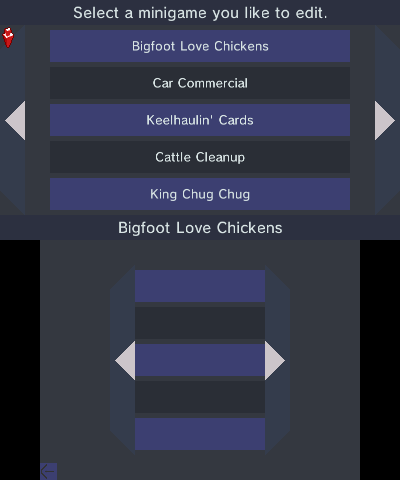 Select a minigame you like to edit.
Bigfoot Love Chickens
Car Commercial
Keelhaulin' Cards
Cattle Cleanup
King Chug Chug
Bigfoot Love Chickens